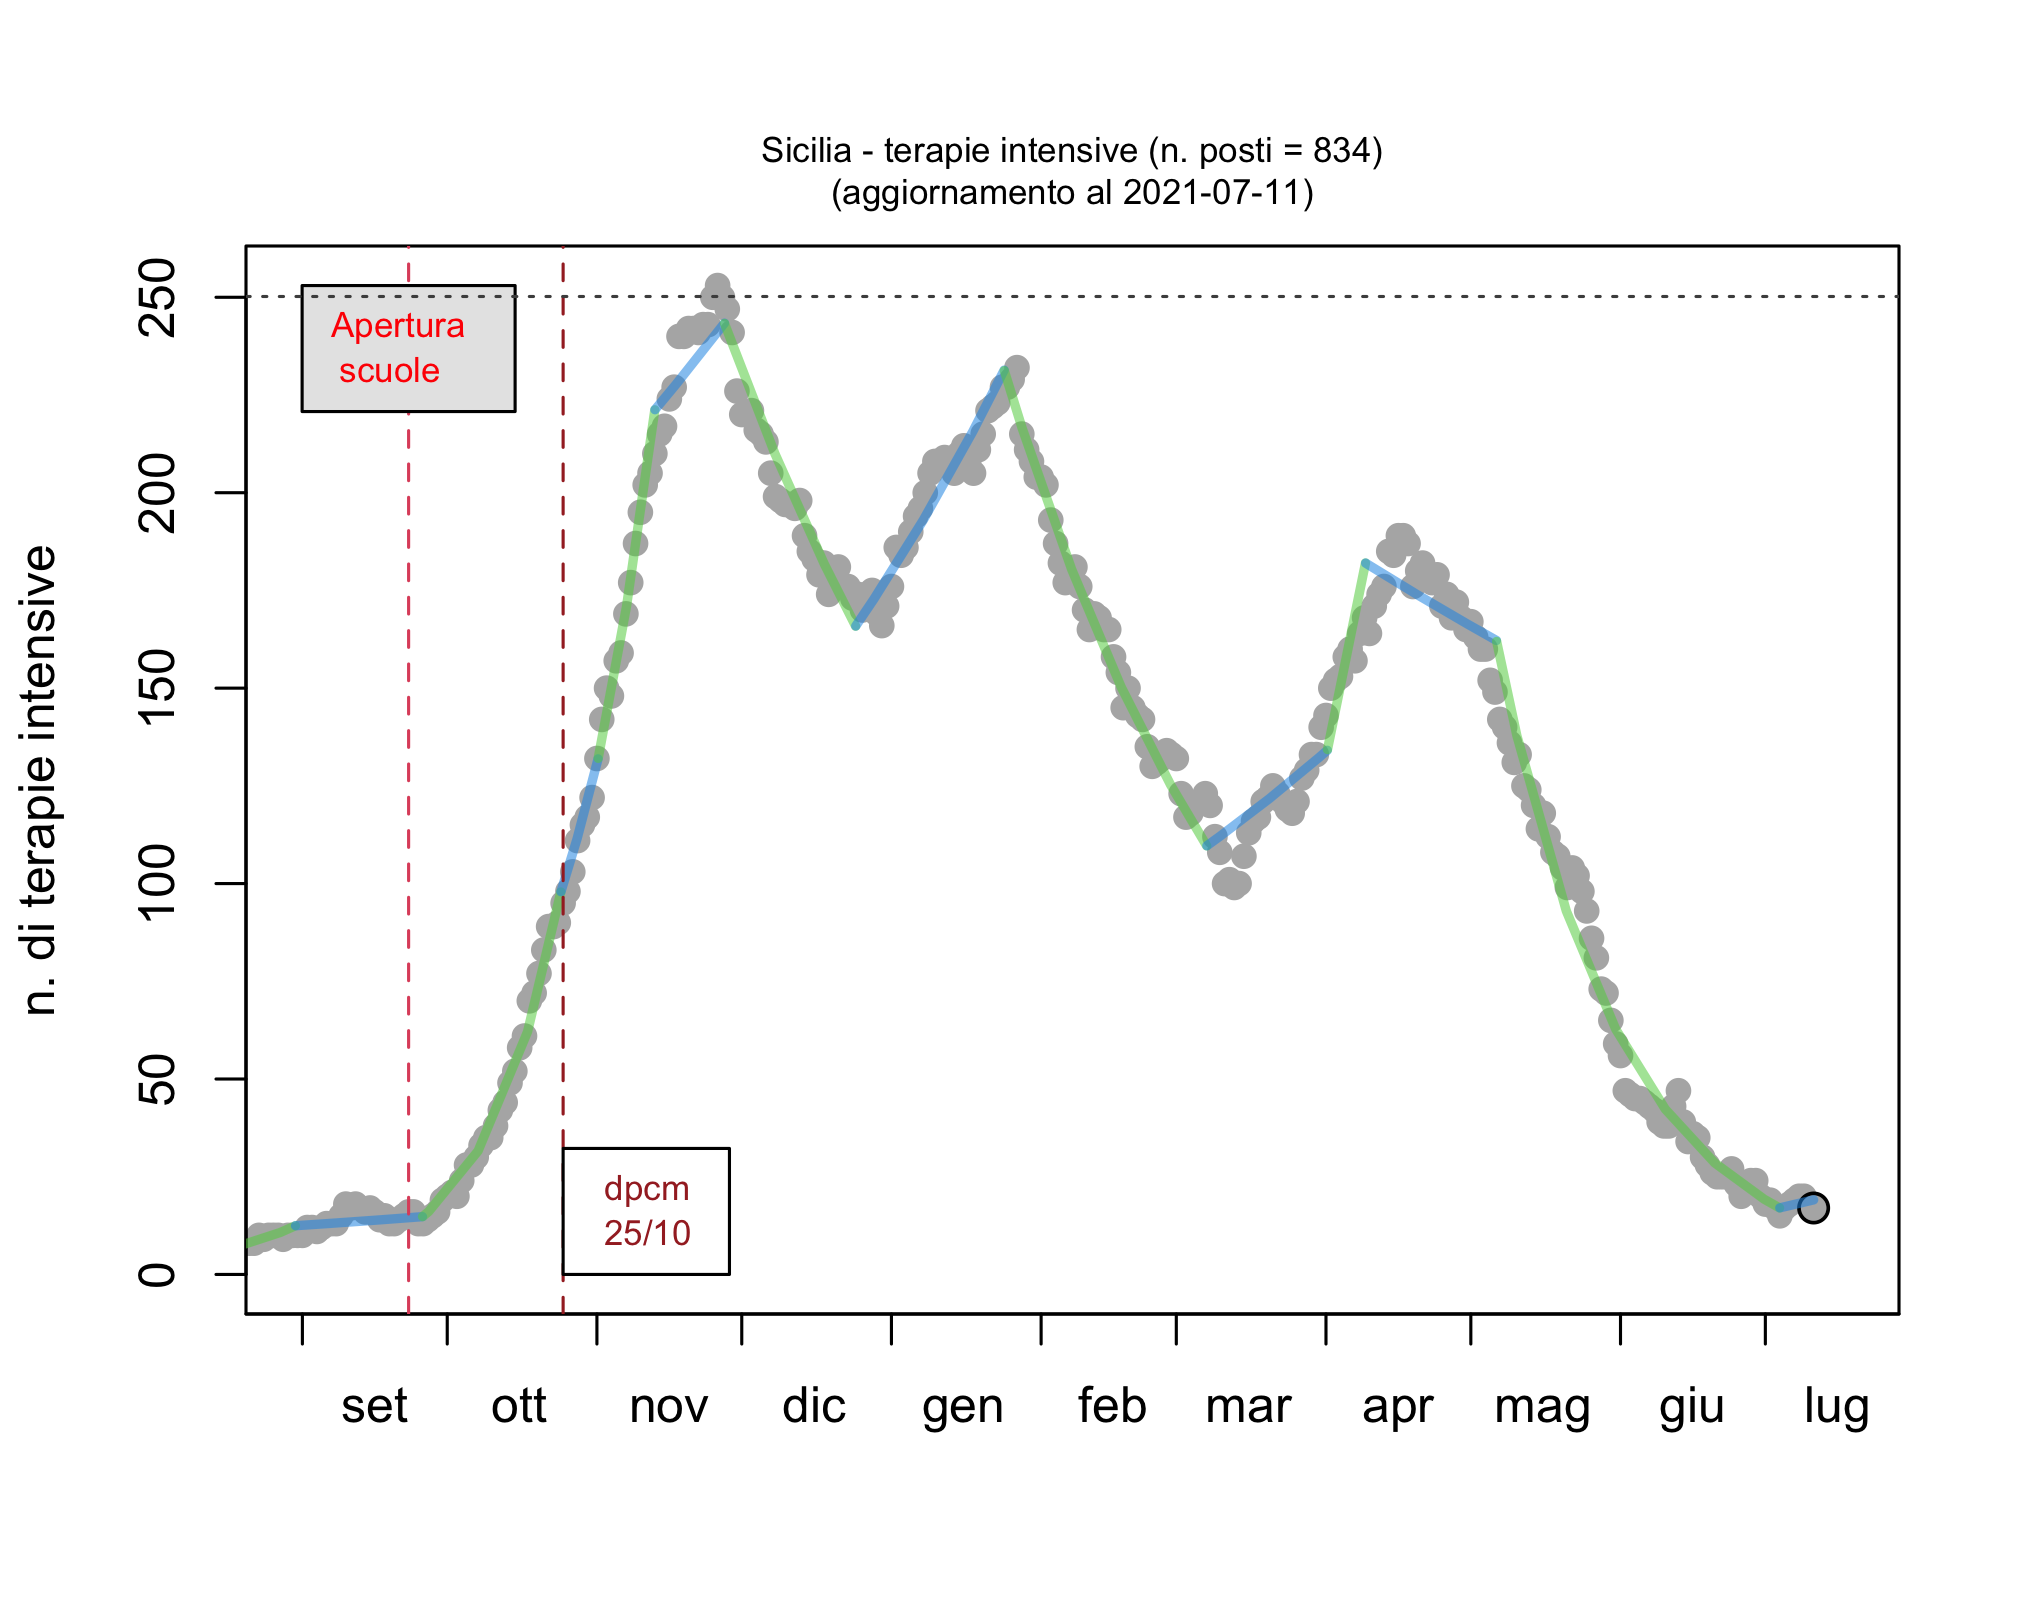 Sicilia - terapie intensive (n. posti = 834)
(aggiornamento al 2021-07-11)
n. di terapie intensive
250
200
150
100
50
0
Apertura
scuole
dpcm
25/10
set ott nov dic gen feb mar apr mag giu lug